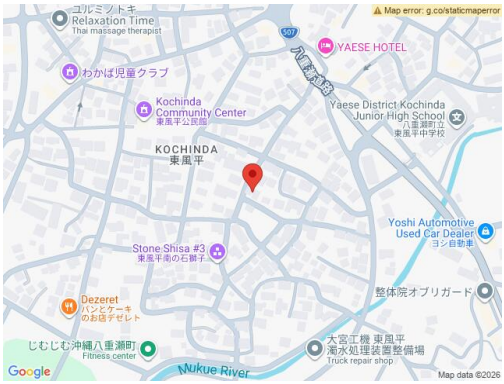 ユルミノトキ
Relaxation Time
Thai massage therapist
Map error: g.co/staticmaperror
507
八重瀬道路
YAESE HOTEL
わかば児童クラブ
Kochinda
Community Center
東風平公民館
Yaese District Kochinda
Junior High School
八重瀬町立
東風平中学校
KOCHINDA
東風平
Yoshi Automotive
Used Car Dealer
ヨシ自動車
Stone Shisa #3
東風平南の石獅子
整体院オブリガード
Dezeret
パンとケーキ
のお店デゼレト
じむじむ沖縄八重瀬町
Fitness center
大宮工機 東風平
濁水処理装置整備場
Truck repair shop
Mukue River
Google
Map data ©2026